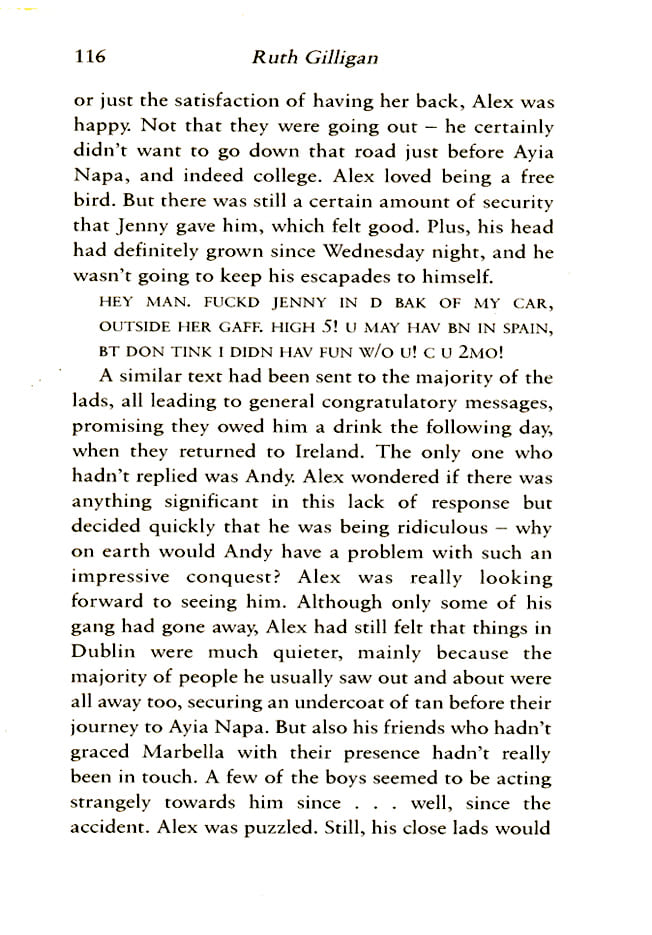 116 Ruth Gilligan
or just the satisfaction of having her back, Alex was
happy. Not that they were going out – he certainly
didn't want to go down that road just before Ayia
Napa, and indeed college. Alex loved being a free
bird. But there was still a certain amount of security
that Jenny gave him, which felt good. Plus, his head
had definitely grown since Wednesday night, and he
wasn't going to keep his escapades to himself.
HEY MAN. FUCKD JENNY IN D BAK OF MY CAR,
OUTSIDE HER GAFF. HIGH 5! U MAY HAV BN IN SPAIN,
BT DON TINK I DIDN HAV FUN W/O U! C U 2MO!
A similar text had been sent to the majority of the
lads, all leading to general congratulatory messages,
promising they owed him a drink the following day,
when they returned to Ireland. The only one who
hadn't replied was Andy. Alex wondered if there was
anything significant in this lack of response but
decided quickly that he was being ridiculous – why
on earth would Andy have a problem with such an
impressive conquest? Alex was really looking
forward to seeing him. Although only some of his
gang had gone away, Alex had still felt that things in
Dublin were much quieter, mainly because the
majority of people he usually saw out and about were
all away too, securing an undercoat of tan before their
journey to Ayia Napa. But also his friends who hadn't
graced Marbella with their presence hadn't really
been in touch. A few of the boys seemed to be acting
strangely towards him since . . . well, since the
accident. Alex was puzzled. Still, his close lads would